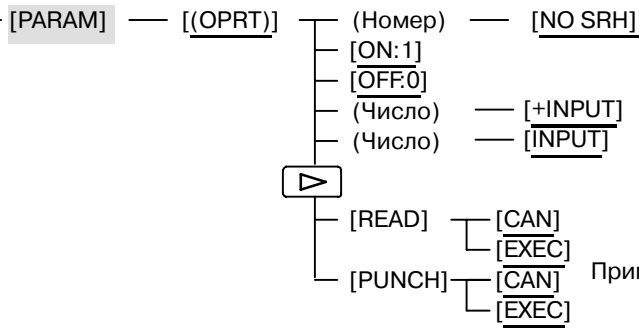 [PARAM] [(OPRT)] (Номер) [NO SRH]
[ON:1]
[OFF:0]
(Число) [+INPUT]
(Число) [INPUT]
[READ] [CAN]
[EXEC]
[PUNCH] [CAN]
[EXEC]